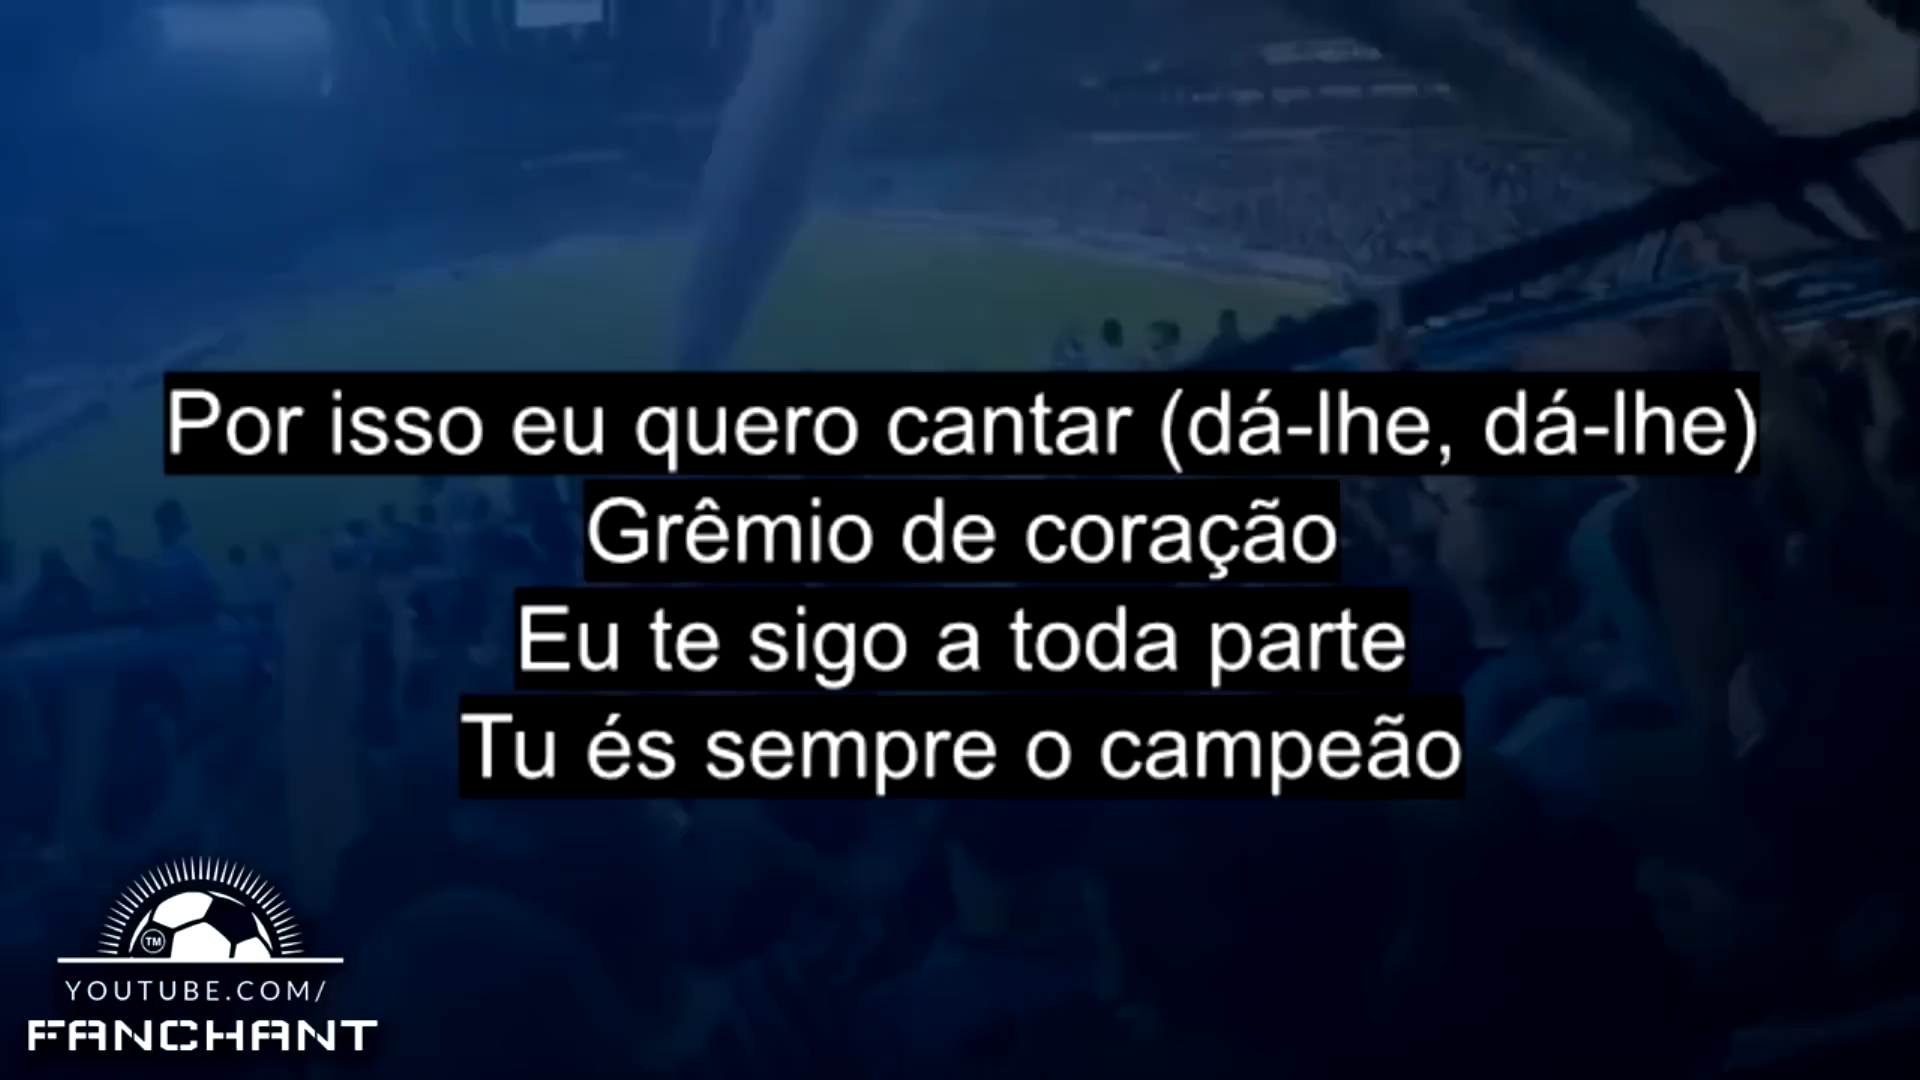 Por isso eu quero cantar (dá-lhe, dá-lhe)
Grêmio de coração
Eu te sigo a toda parte
Tu és sempre o campeão
TM
YOUTUBE.COM/
FANCHANT